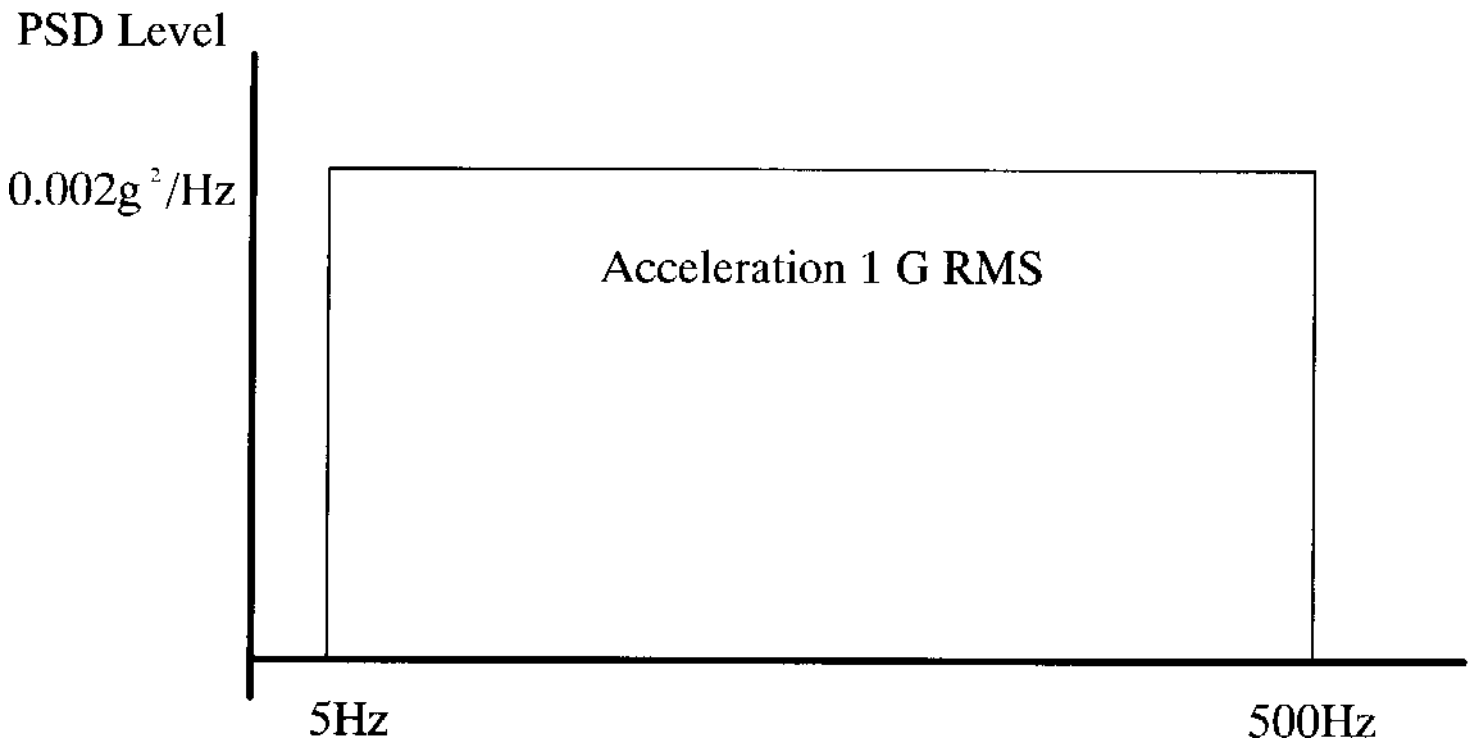 PSD Level
0.002g²/Hz
Acceleration 1 G RMS
5Hz
500Hz